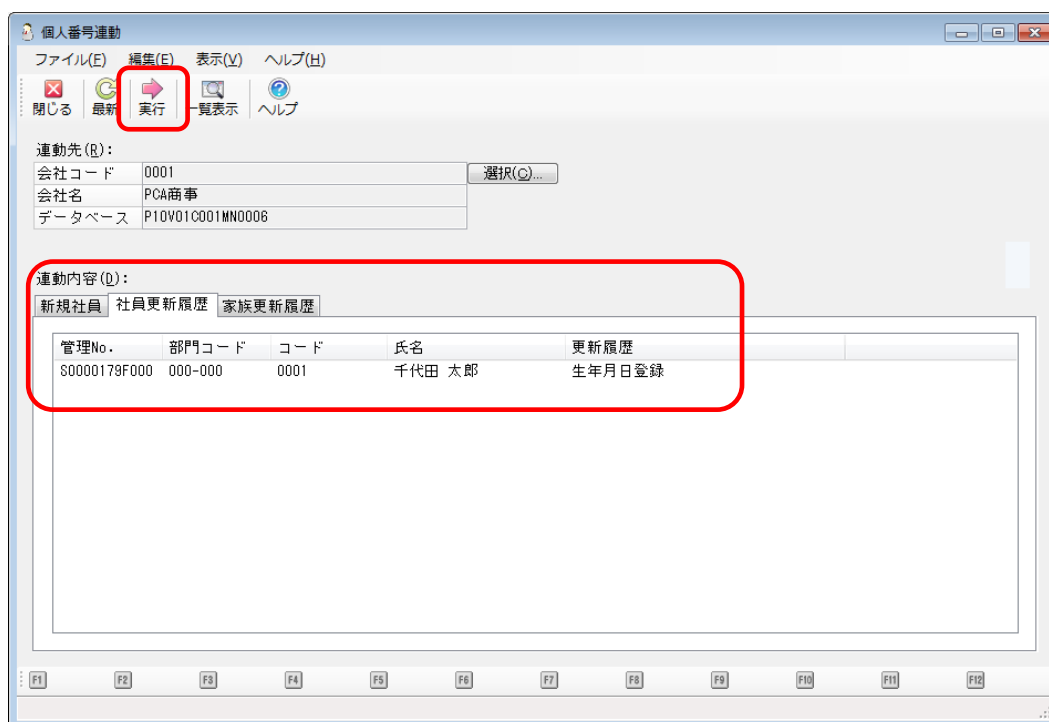 個人番号連動
ファイル(F) 編集(E) 表示(V) ヘルプ(H)
閉じる 最新 実行 一覧表示 ヘルプ
連動先(R):
会社コード 0001 選択(C)...
会社名 PCA商事
データベース P10V01C001MN0006
連動内容(D):
新規社員 社員更新履歴 家族更新履歴
管理No. 部門コード コード 氏名 更新履歴
S0000179F000 000-000 0001 千代田 太郎 生年月日登録
F1 F2 F3 F4 F5 F6 F7 F8 F9 F10 F11 F12